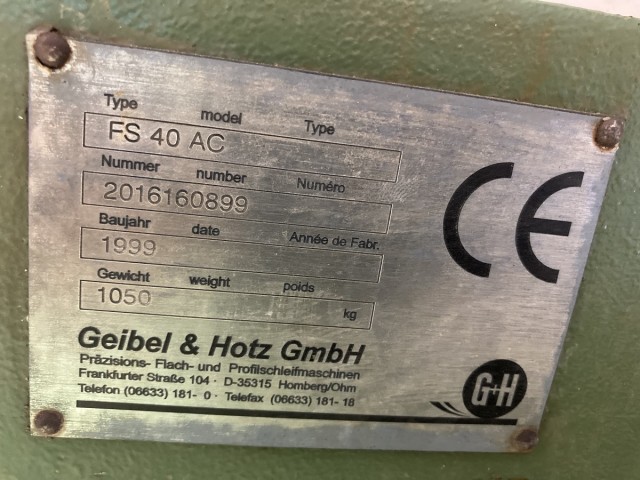 Type model Type
FS 40 AC
Nummer number Numéro
2016160899
Baujahr date Année de Fabr.
1999
Gewicht weight poids
1050 kg
CE
Geibel & Hotz GmbH
Präzisions- Flach- und Profilschleifmaschinen
Frankfurter Straße 104 · D-35315 Homberg/Ohm
Telefon (06633) 181- 0 · Telefax (06633) 181- 18
G+H